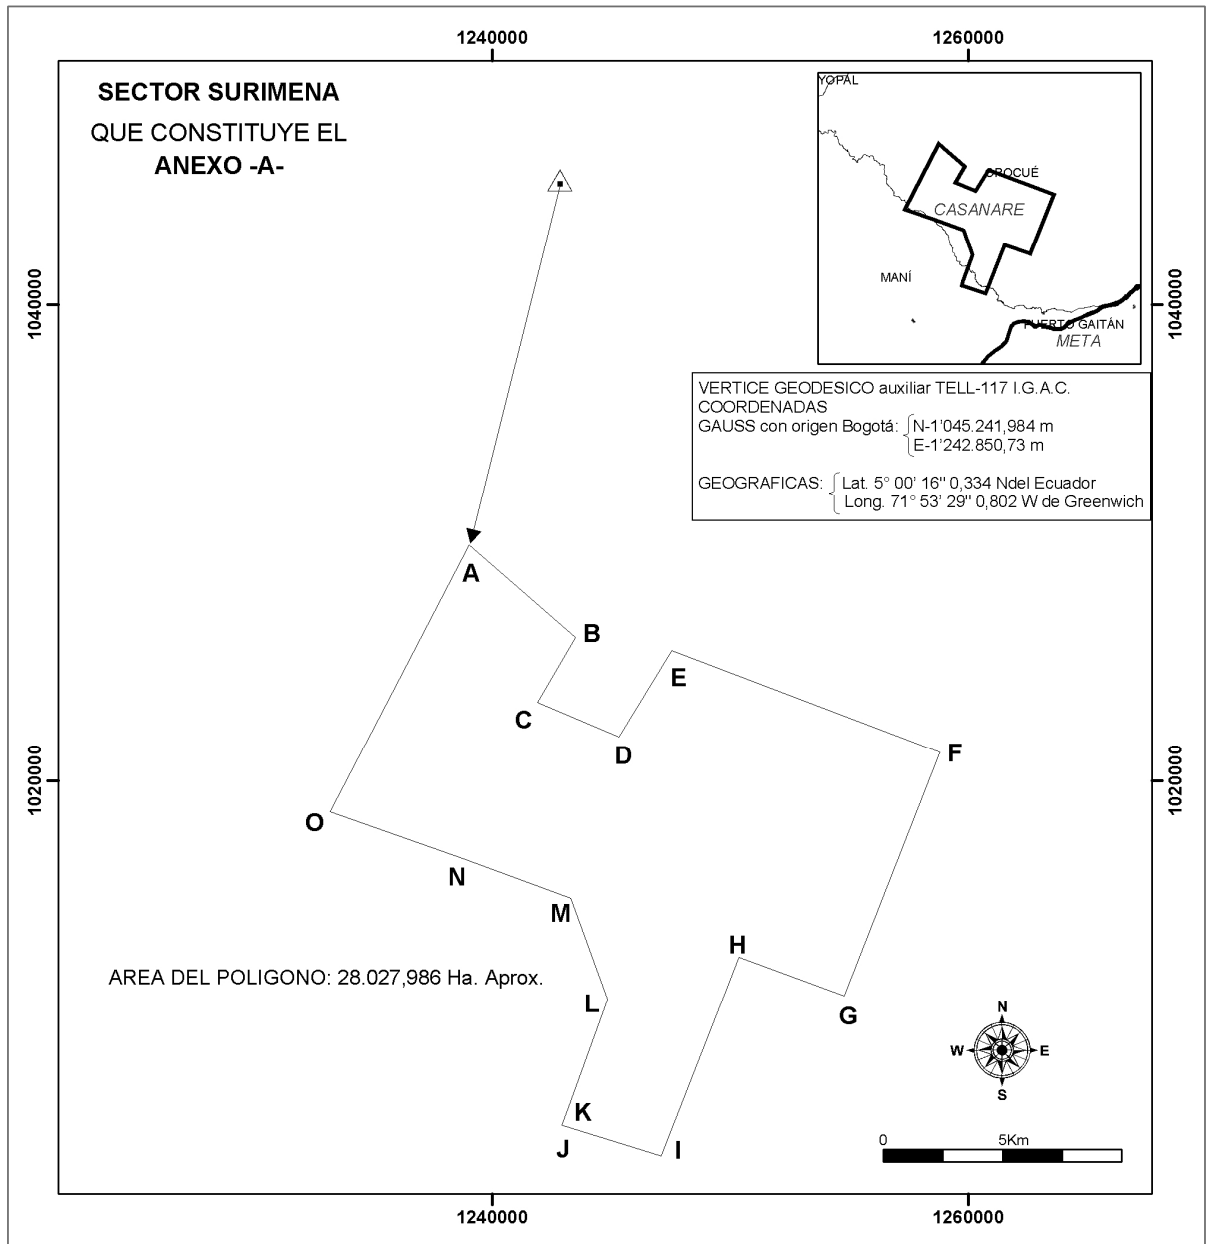 1240000
1260000
SECTOR SURIMENA
QUE CONSTITUYE EL
ANEXO -A-
YOPAL
OROCUÉ
CASANARE
MANÍ
PUERTO GAITÁN
META
1040000
1040000
VERTICE GEODESICO auxiliar TELL-117 I.G.A.C.
COORDENADAS
GAUSS con origen Bogotá: N-1'045.241,984 m
E-1'242.850,73 m
GEOGRAFICAS: Lat. 5° 00' 16" 0,334 Ndel Ecuador
Long. 71° 53' 29" 0,802 W de Greenwich
A
B
E
C
D
F
1020000
1020000
O
N
M
H
AREA DEL POLIGONO: 28.027,986 Ha. Aprox.
L
G
N
W E
S
K
J
I
0 5Km
1240000
1260000